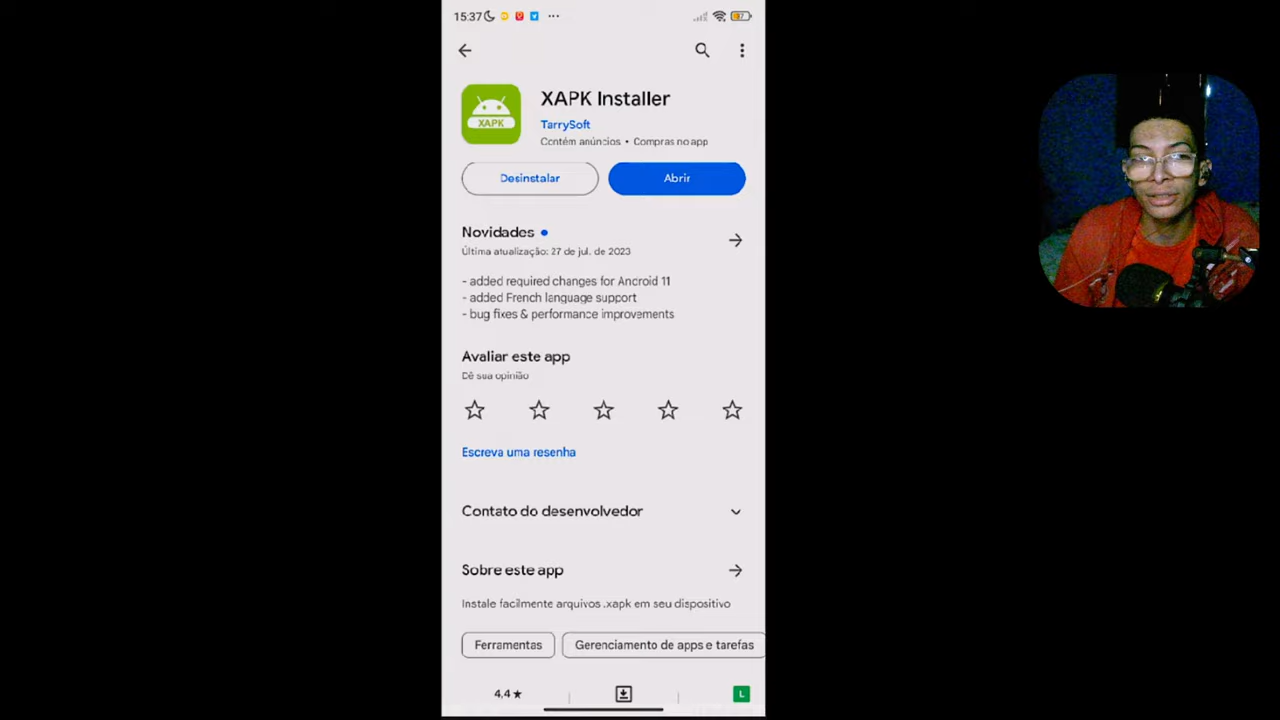 15:37
XAPK Installer
XAPK
TarrySoft
Contém anúncios • Compras no app
Desinstalar
Abrir
Novidades
Última atualização: 27 de jul. de 2023
- added required changes for Android 11
- added French language support
- bug fixes & performance improvements
Avaliar este app
Dê sua opinião
Escreva uma resenha
Contato do desenvolvedor
Sobre este app
Instale facilmente arquivos .xapk em seu dispositivo
Ferramentas
Gerenciamento de apps e tarefas
4,4★
L